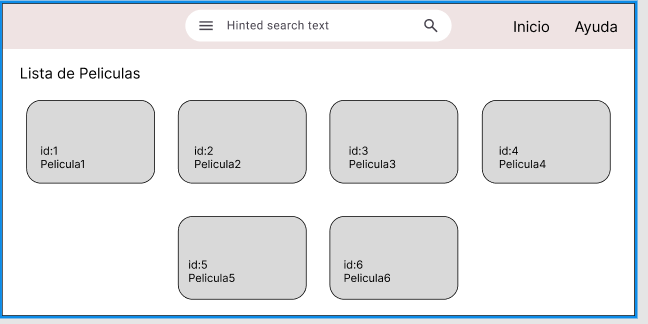 Hinted search text
Inicio
Ayuda
Lista de Peliculas
id:1
Pelicula1
id:2
Pelicula2
id:3
Pelicula3
id:4
Pelicula4
id:5
Pelicula5
id:6
Pelicula6